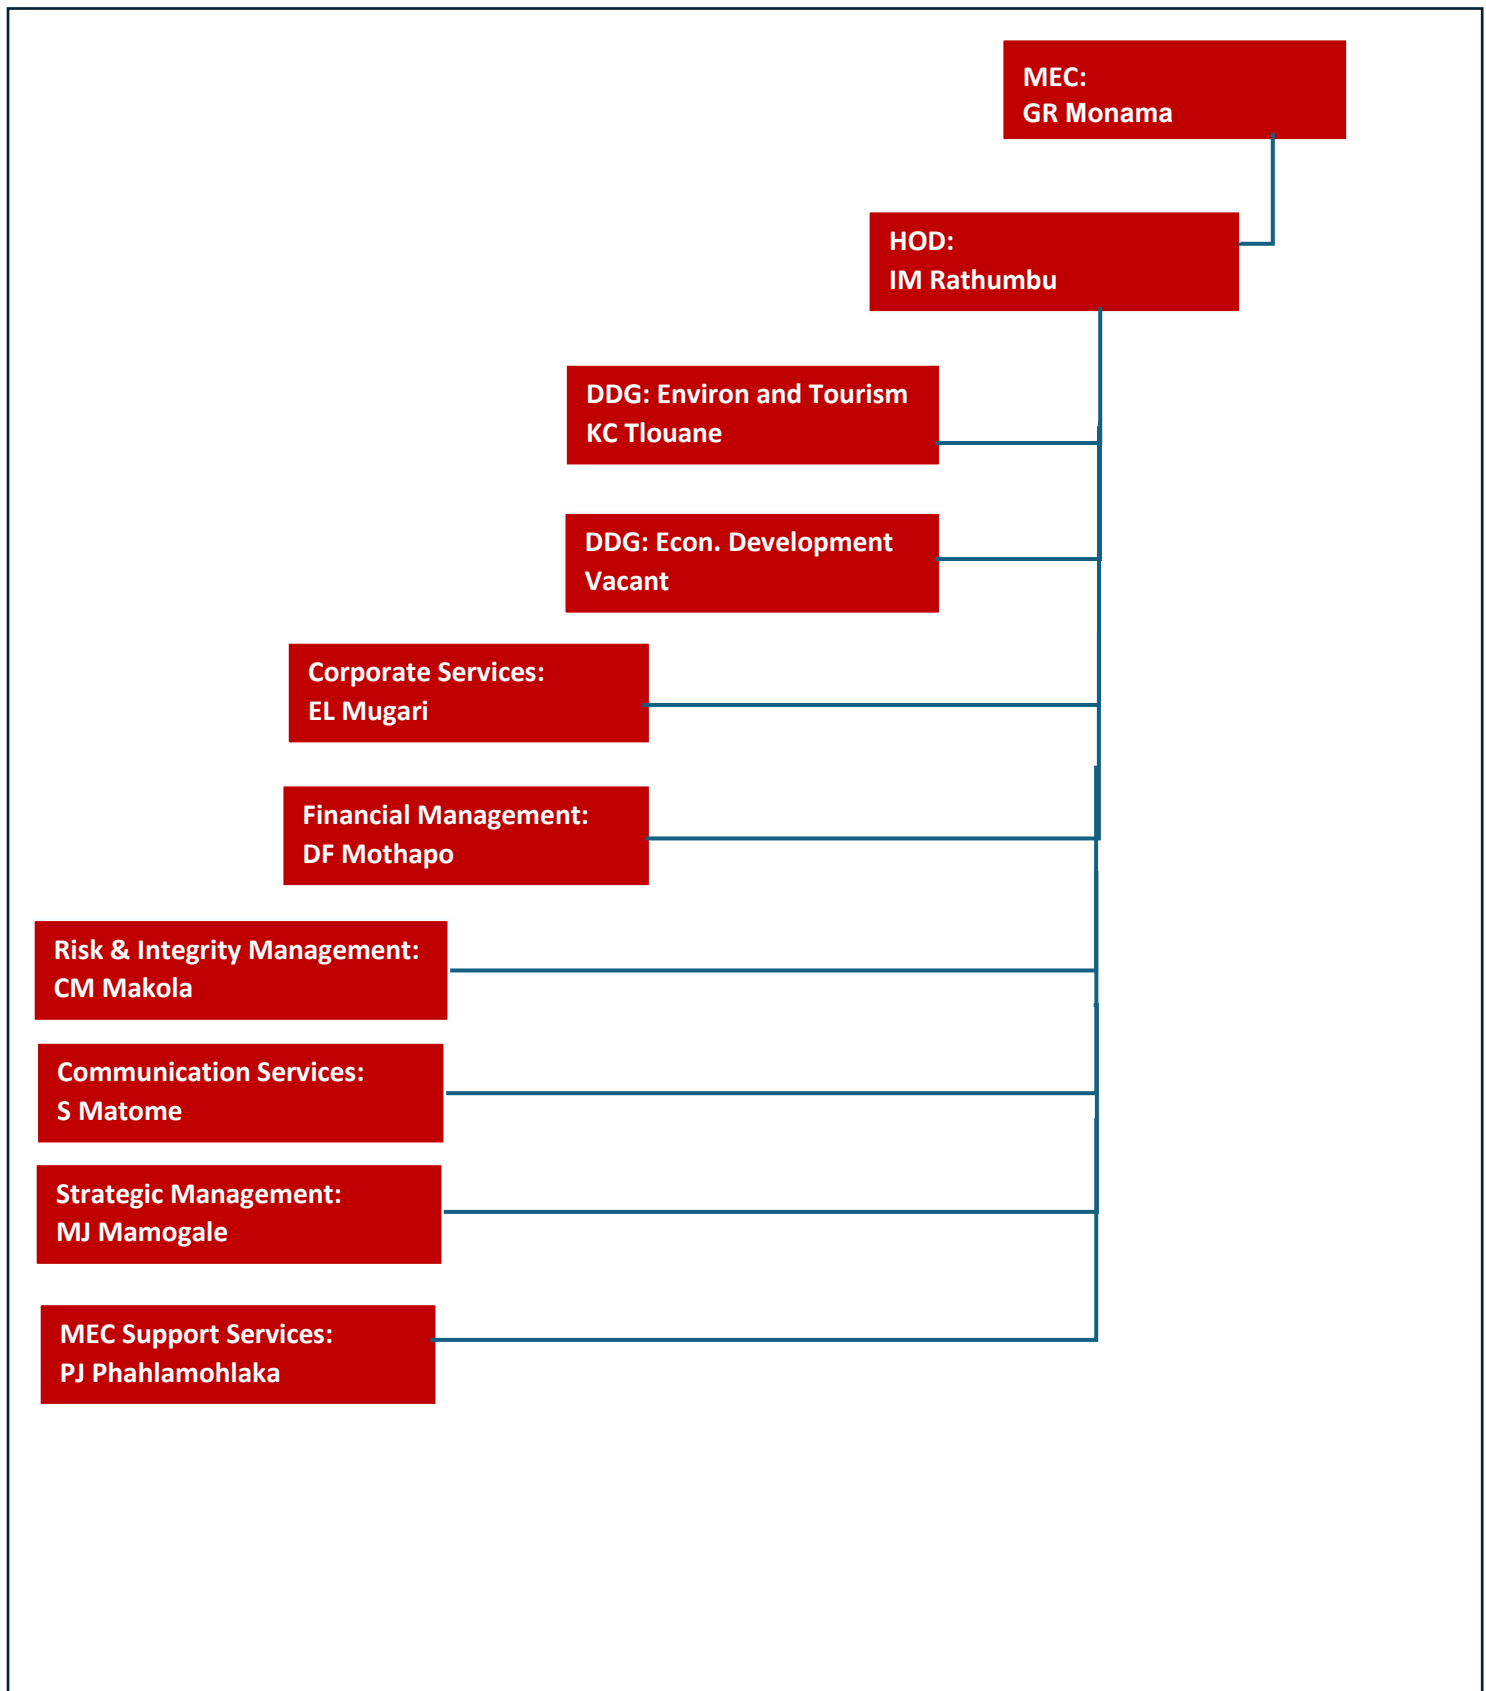 MEC:
GR Monama
HOD:
IM Rathumbu
DDG: Environ and Tourism
KC Tlouane
DDG: Econ. Development
Vacant
Corporate Services:
EL Mugari
Financial Management:
DF Mothapo
Risk & Integrity Management:
CM Makola
Communication Services:
S Matome
Strategic Management:
MJ Mamogale
MEC Support Services:
PJ Phahlamohlaka